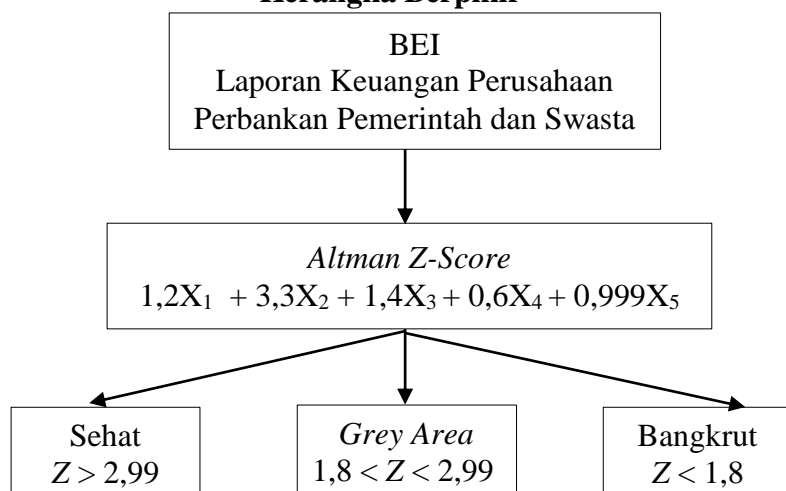 BEI
Laporan Keuangan Perusahaan
Perbankan Pemerintah dan Swasta
Altman Z-Score
1,2X₁ + 3,3X₂ + 1,4X₃ + 0,6X₄ + 0,999X₅
Sehat
Z > 2,99
Grey Area
1,8 < Z < 2,99
Bangkrut
Z < 1,8